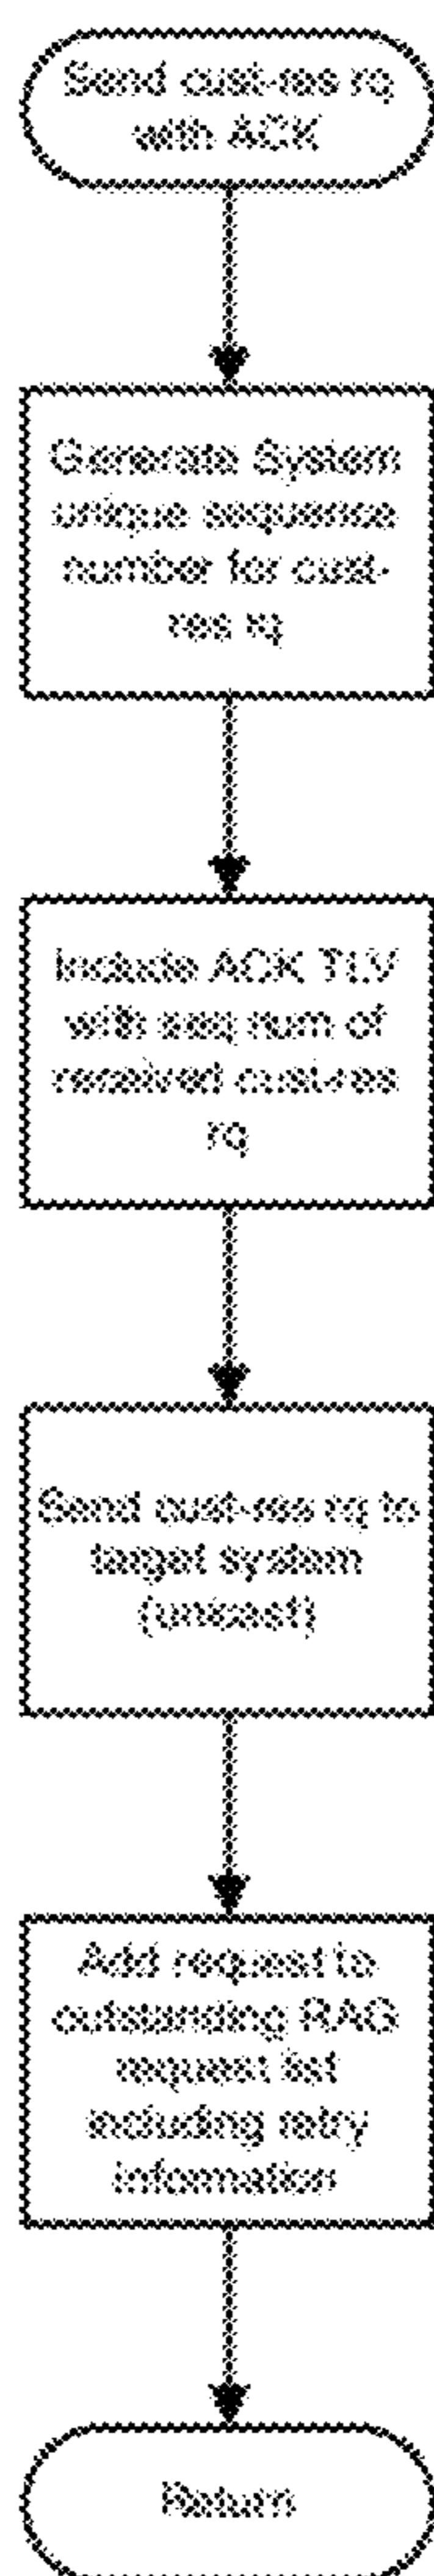 Send cust-res rq
with ACK
Generate System
unique sequence
number for cust-
res rq
Include ACK TLV
with seq num of
received cust-res
rq
Send cust-res rq to
target system
(unicast)
Add request to
outstanding RAG
request list
including retry
information
Return